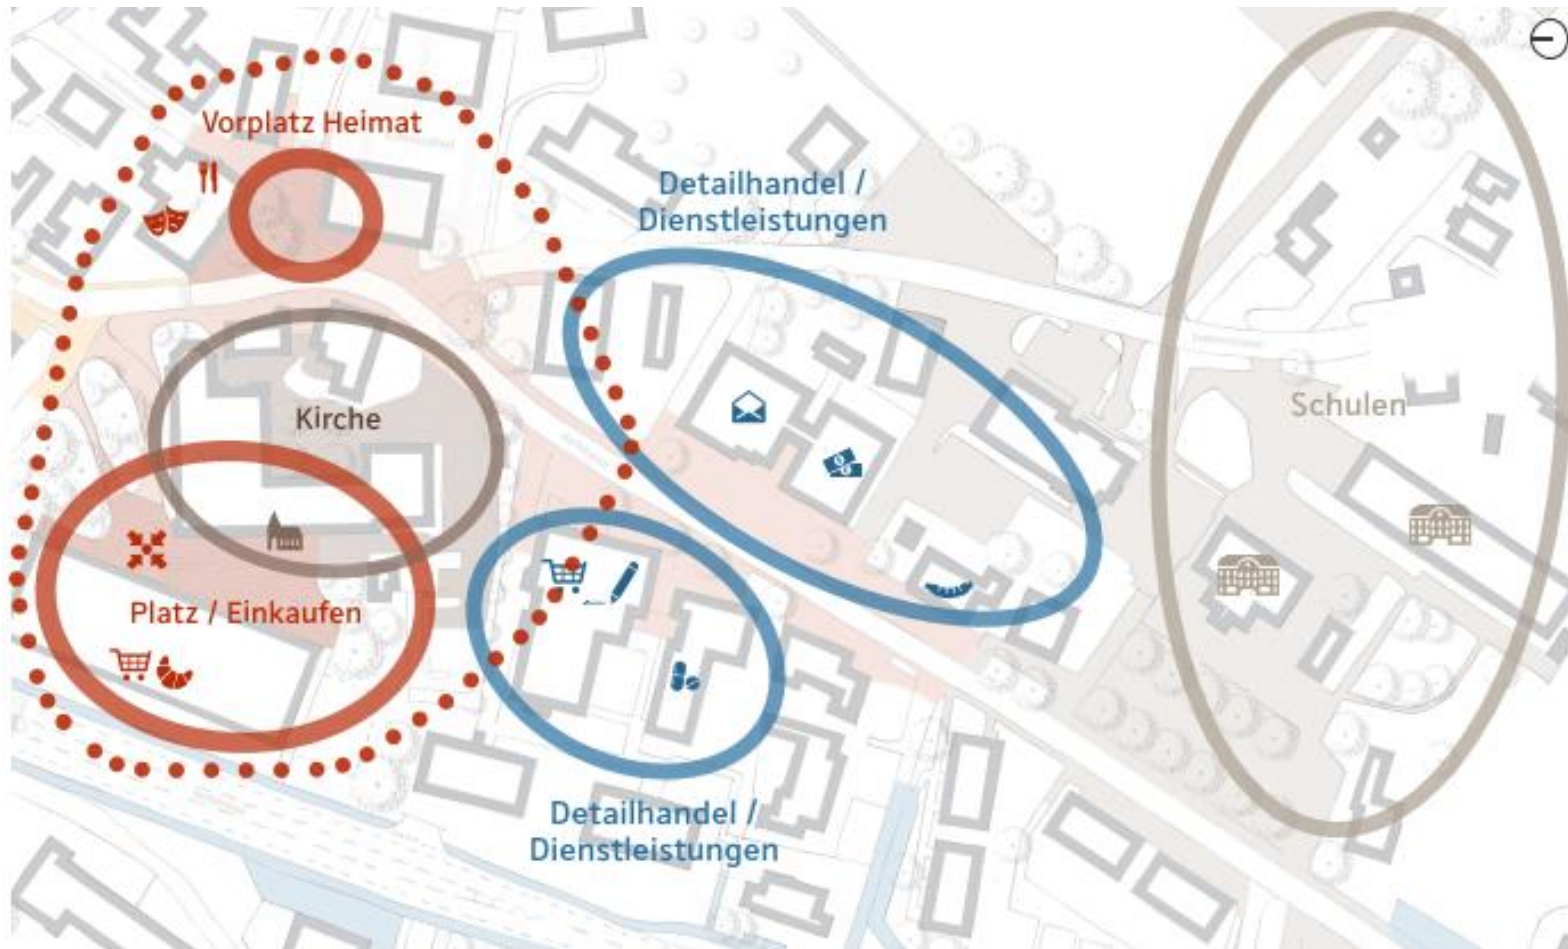 Vorplatz Heimat
Detailhandel /
Dienstleistungen
Kirche
Schulen
Platz / Einkaufen
Detailhandel /
Dienstleistungen